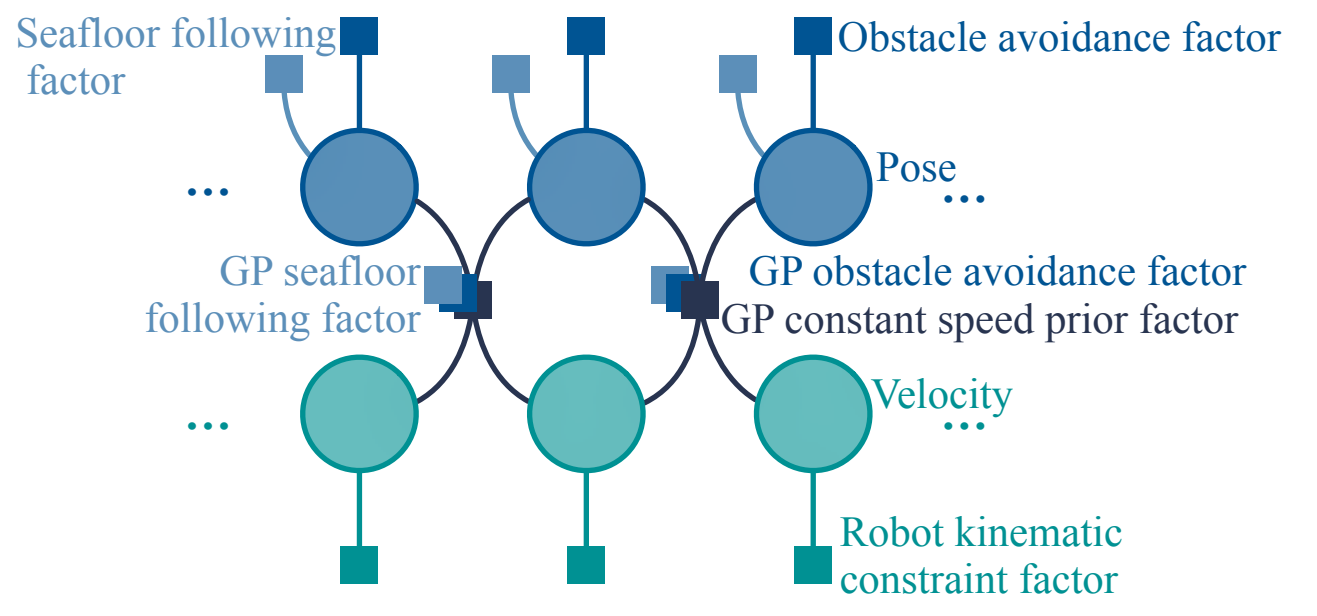 Seafloor following
factor
Obstacle avoidance factor
Pose
...
...
GP seafloor
following factor
GP obstacle avoidance factor
GP constant speed prior factor
Velocity
...
...
Robot kinematic
constraint factor